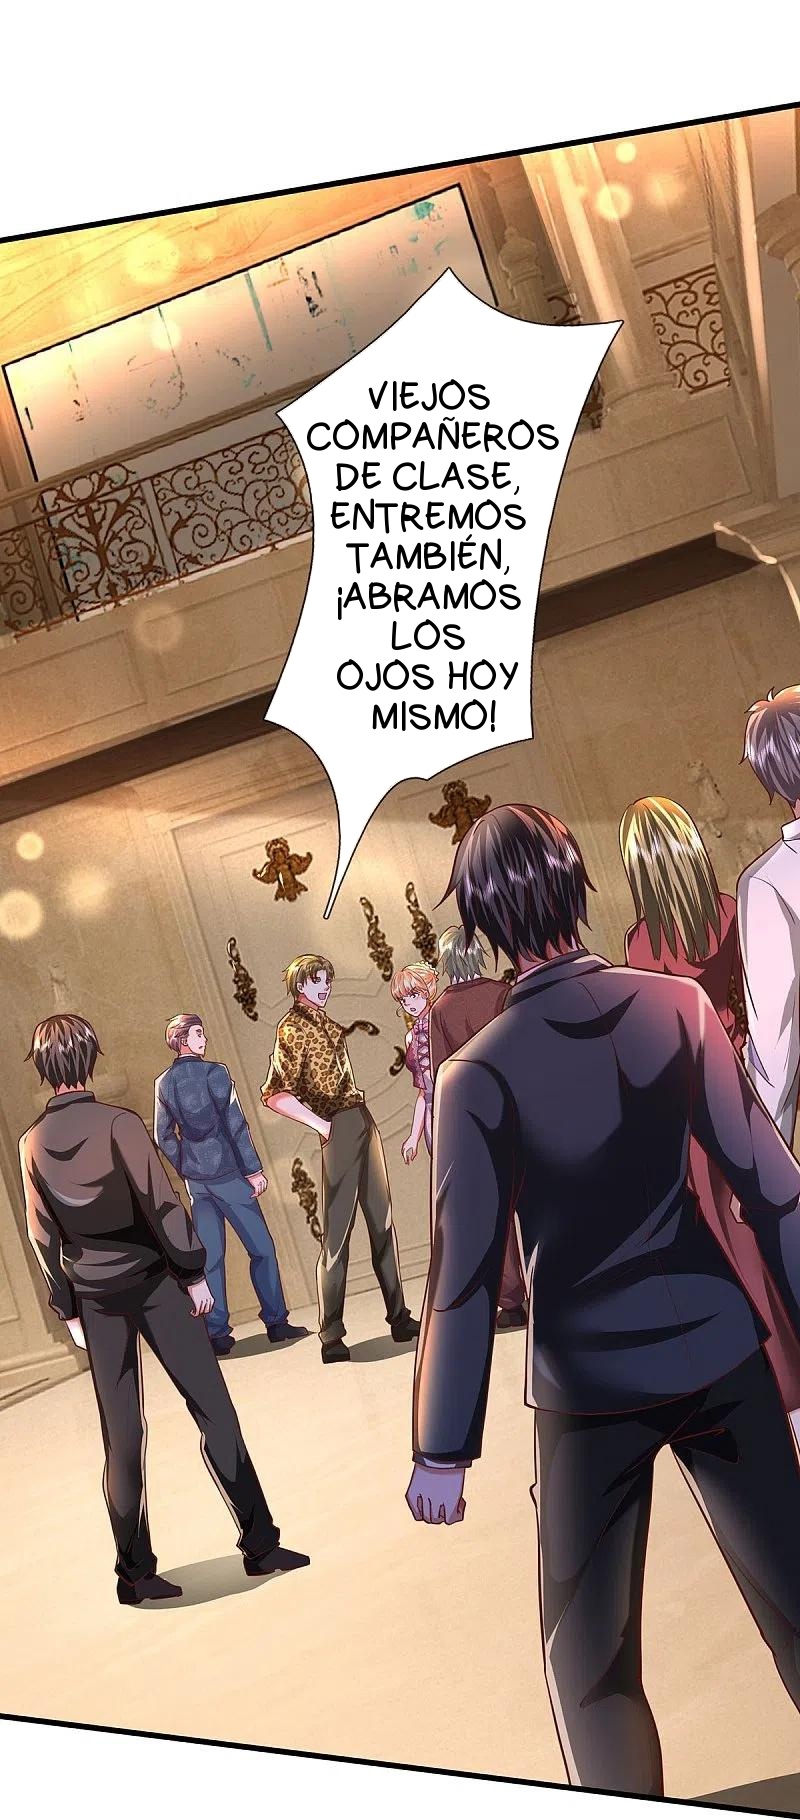 VIEJOS
COMPAÑEROS
DE CLASE,
ENTREMOS
TAMBIÉN,
¡ABRAMOS
LOS
OJOS HOY
MISMO!